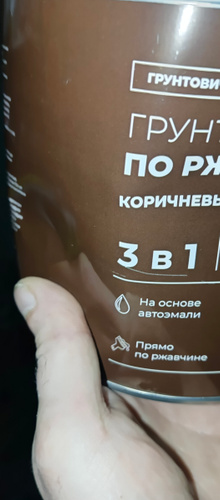 ГРУНТОВИ
ГРУНТ
ПО РЖ
КОРИЧНЕВЫ
3 в 1
На основе
автоэмали
Прямо
по ржавчине